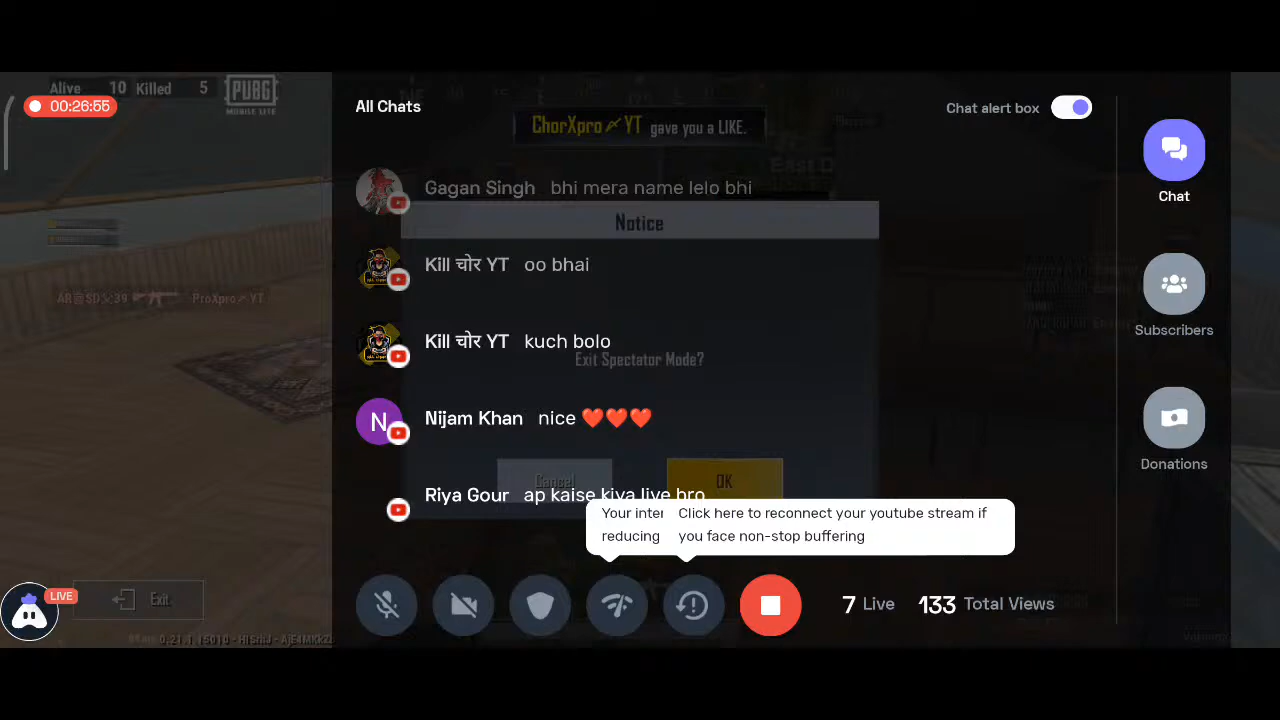 Alive 10 Killed 5
PUBG
MOBILE LITE
00:26:55
All Chats
Chat alert box
ChorXpro YT gave you a LIKE.
Gagan Singh bhi mera name lelo bhi
Notice
Kill चोर YT oo bhai
Kill चोर YT kuch bolo
Exit Spectator Mode?
Nijam Khan nice ❤️❤️❤️
N
Cancel OK
Riya Gour ap kaise kiya live bro
Your inter
reducing
Click here to reconnect your youtube stream if
you face non-stop buffering
Chat
Subscribers
Donations
ProXpro YT
LIVE
Exit
7 Live 133 Total Views